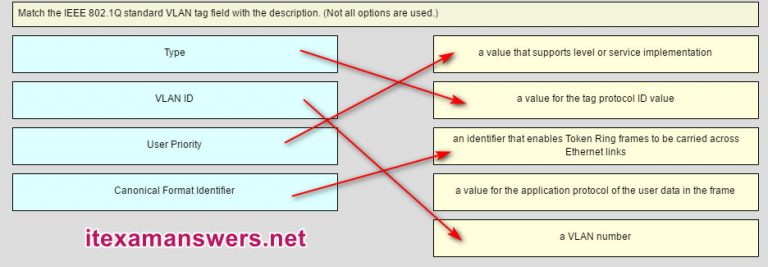 Match the IEEE 802.1Q standard VLAN tag field with the description. (Not all options are used.)
Type
a value that supports level or service implementation
VLAN ID
a value for the tag protocol ID value
User Priority
an identifier that enables Token Ring frames to be carried across
Ethernet links
Canonical Format Identifier
a value for the application protocol of the user data in the frame
itexamanswers.net
a VLAN number